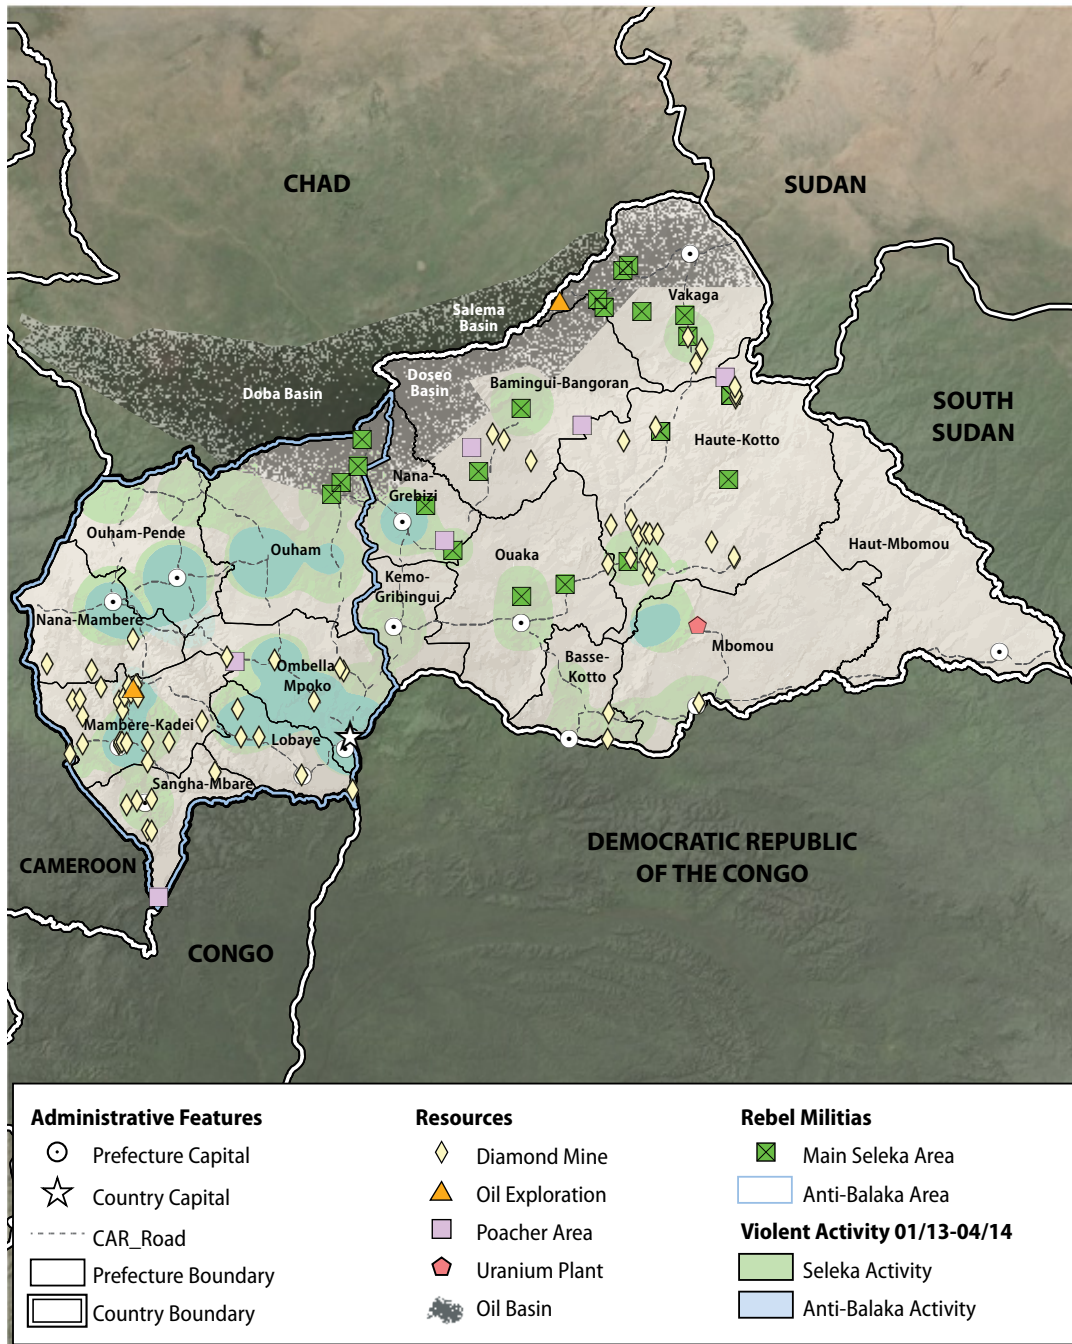 CHAD
SUDAN
Vakaga
Salema
Basin
Doseo
Basin
Doba Basin
Bamingui-Bangoran
SOUTH
SUDAN
Haute-Kotto
Nana-
Grebizi
Ouham-Pende
Ouham
Ouaka
Haut-Mbomou
Kemo-
Gribingui
Nana-Mambere
Mbomou
Basse-
Kotto
Ombella
Mpoko
Mambere-Kadei
Lobaye
Sangha-Mbare
CAMEROON
DEMOCRATIC REPUBLIC
OF THE CONGO
CONGO
Administrative Features
Prefecture Capital
Country Capital
CAR_Road
Prefecture Boundary
Country Boundary
Resources
Diamond Mine
Oil Exploration
Poacher Area
Uranium Plant
Oil Basin
Rebel Militias
Main Seleka Area
Anti-Balaka Area
Violent Activity 01/13-04/14
Seleka Activity
Anti-Balaka Activity